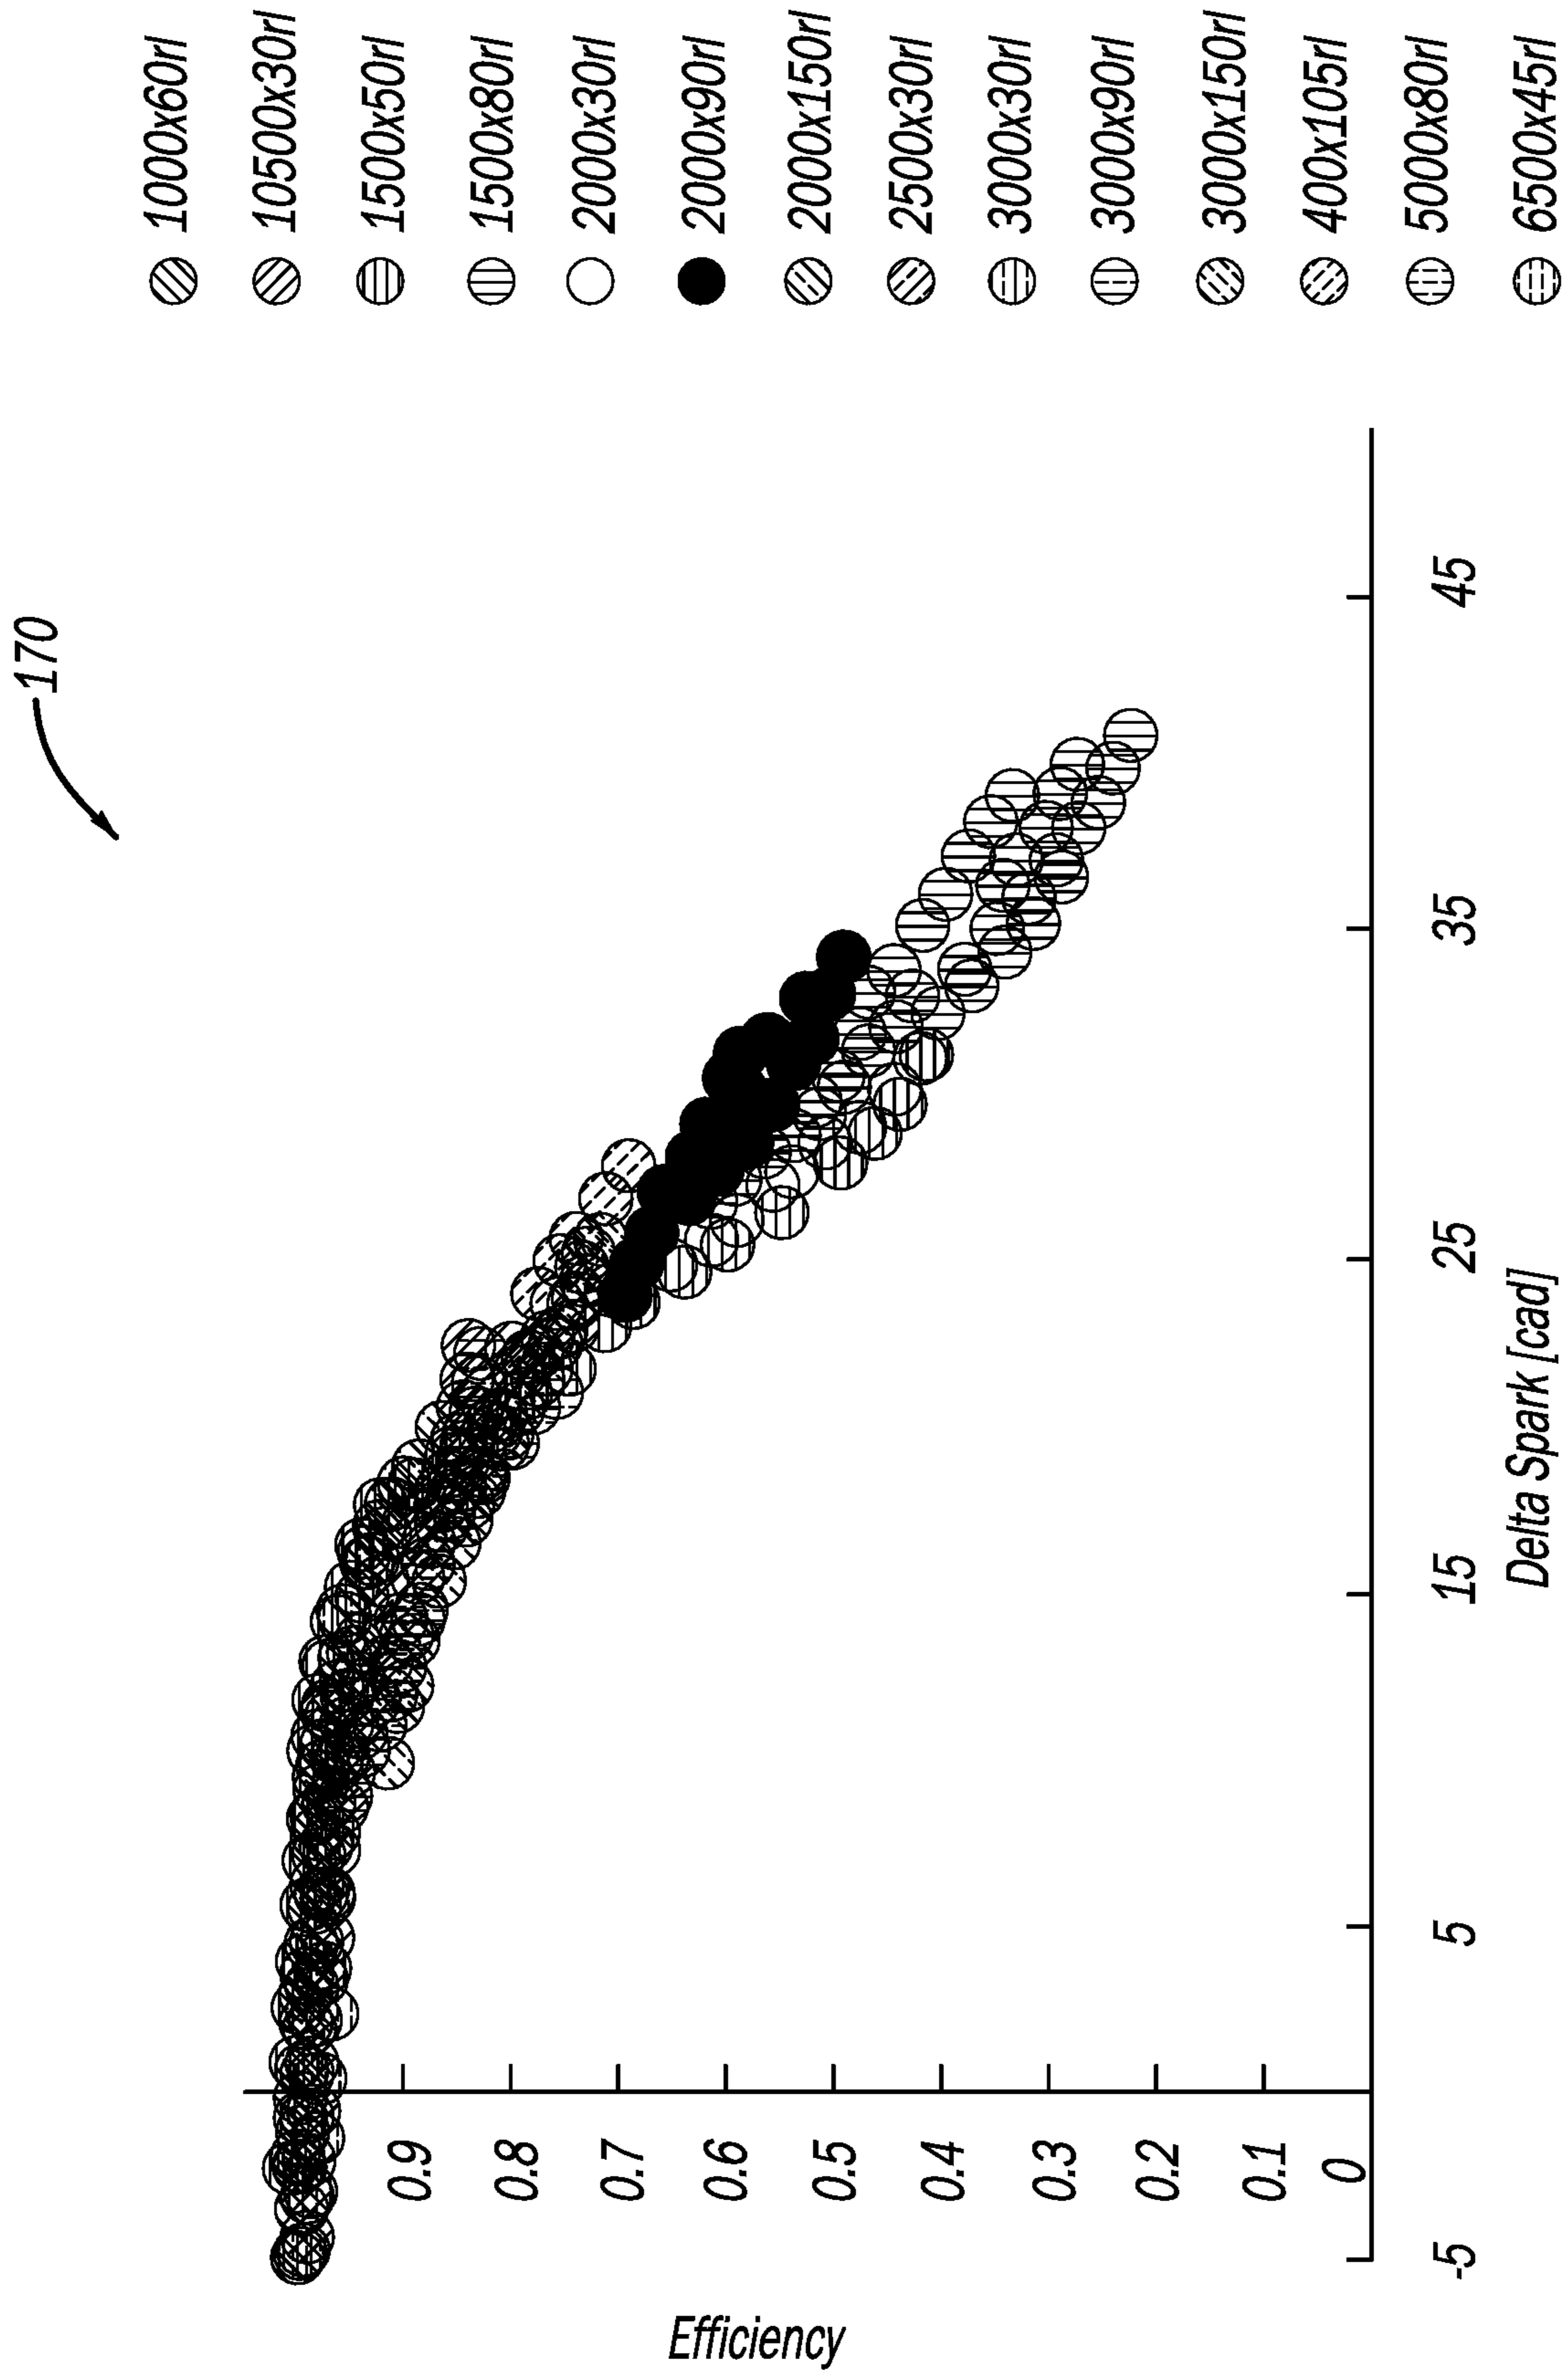 170
Efficiency
0.9
0.8
0.7
0.6
0.5
0.4
0.3
0.2
0.1
0
-5
5
15
25
35
45
Delta Spark [cad]
1000x60rl
10500x30rl
1500x50rl
1500x80rl
2000x30rl
2000x90rl
2000x150rl
2500x30rl
3000x30rl
3000x90rl
3000x150rl
400x105rl
5000x80rl
6500x45rl